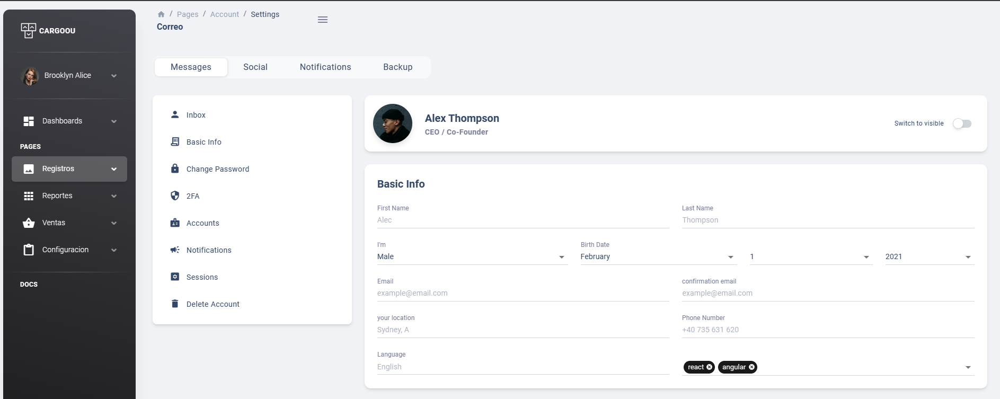 / Pages / Account / Settings
Correo
CARGOOU
Brooklyn Alice
Dashboards
PAGES
Registros
Reportes
Ventas
Configuracion
DOCS
Messages Social Notifications Backup
Inbox
Basic Info
Change Password
2FA
Accounts
Notifications
Sessions
Delete Account
Alex Thompson
CEO / Co-Founder
Switch to visible
Basic Info
First Name Last Name
Alec Thompson
I'm Birth Date
Male February 1 2021
Email confirmation email
example@email.com example@email.com
your location Phone Number
Sydney, A +40 735 631 620
Language
English react angular